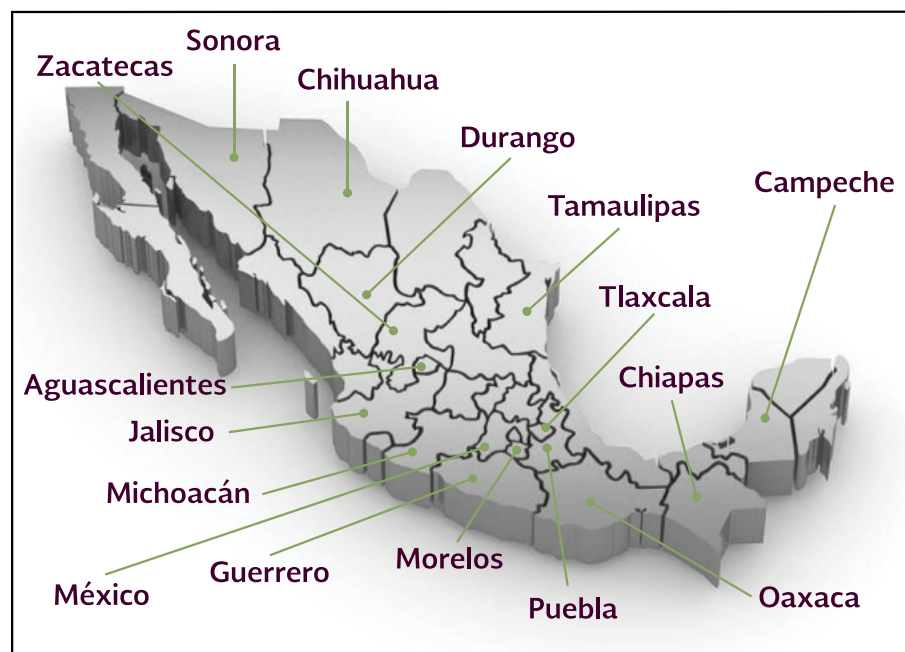 Sonora
Zacatecas
Chihuahua
Durango
Campeche
Tamaulipas
Tlaxcala
Chiapas
Aguascalientes
Jalisco
Michoacán
Guerrero
Morelos
México
Puebla
Oaxaca